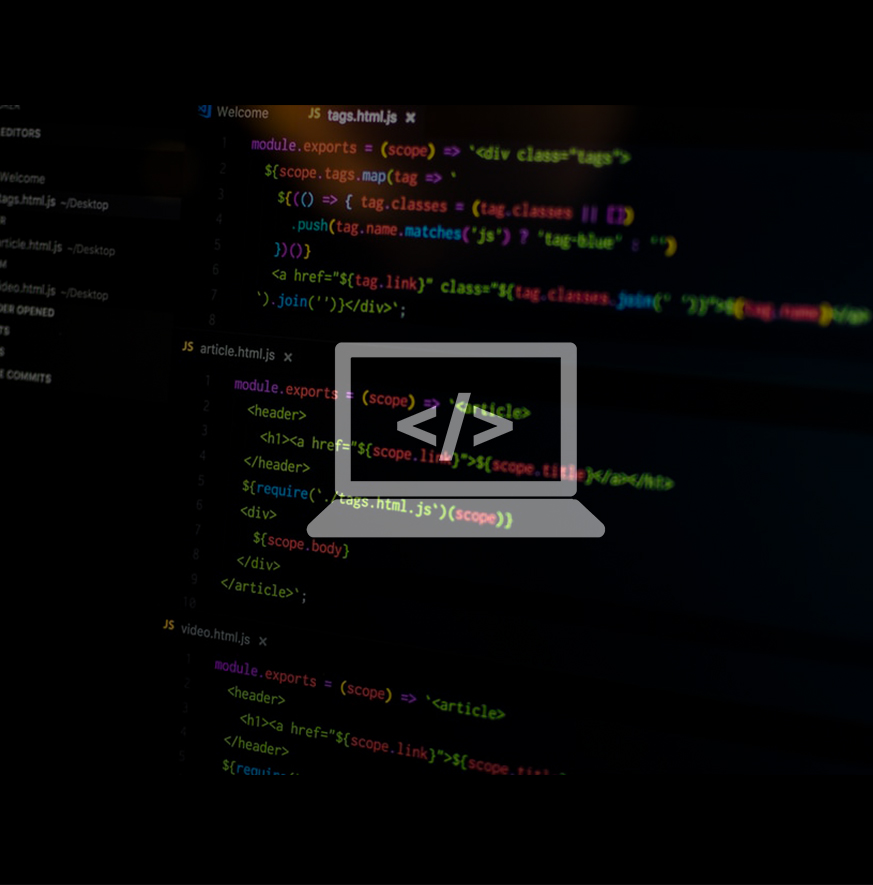 EDITORS
Welcome
tags.html.js ~/Desktop
R
article.html.js ~/Desktop
M
video.html.js ~/Desktop
DER OPENED
TS
S
E COMMITS
Welcome JS tags.html.js ×
1 module.exports = (scope) => `<div class="tags">
2 ${scope.tags.map(tag => `
3 ${(() => { tag.classes = (tag.classes || [])
4 .push(tag.name.matches('js') ? 'tag-blue' : '')
5 })()}
6 <a href="${tag.link}" class="${tag.classes.join(' ')}">${tag.name}</a>
7 `).join('')}</div>`;
8
JS article.html.js ×
1 module.exports = (scope) => `<article>
2 <header>
3 <h1><a href="${scope.link}">${scope.title}</a></h1>
4 </header>
5 ${require(`./tags.html.js`)(scope)}
6 <div>
7 ${scope.body}
8 </div>
9 </article>`;
10
</>
JS video.html.js ×
1 module.exports = (scope) => `<article>
2 <header>
3 <h1><a href="${scope.link}">${scope.title
4 </header>
5 ${require(`